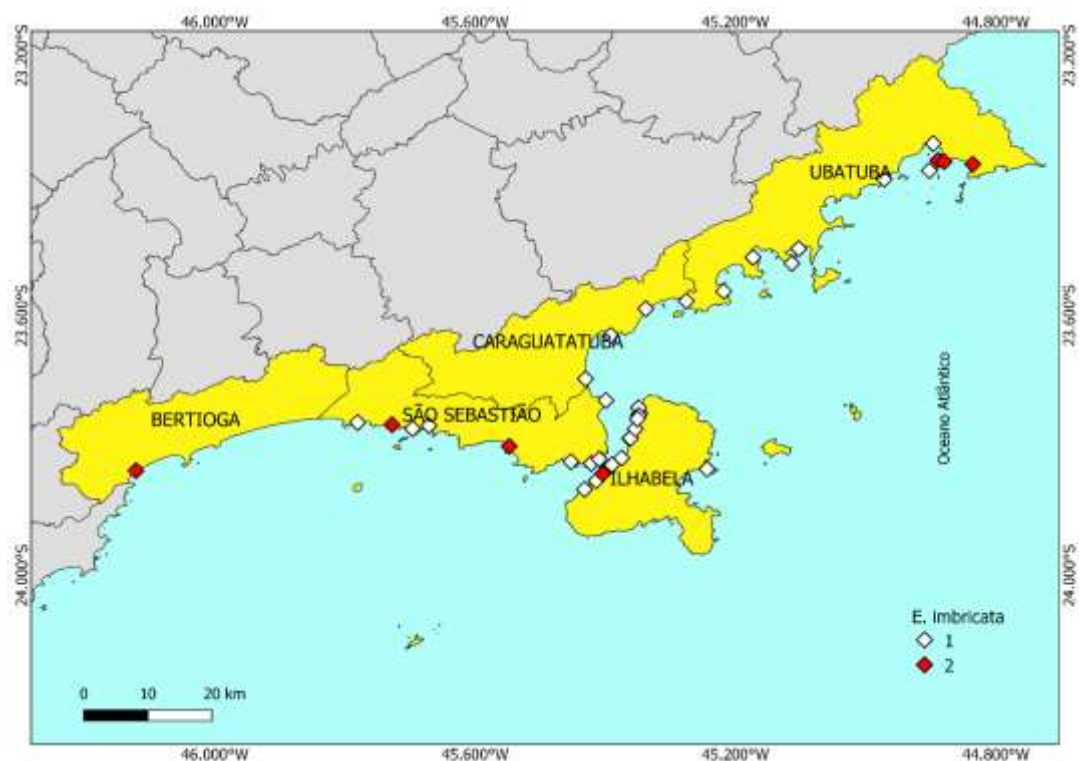 46.000°W 45.600°W 45.200°W 44.800°W
23.200°S 23.200°S
UBATUBA
23.600°S 23.600°S
CARAGUATATUBA
Oceano Atlântico
BERTIOGA SÃO SEBASTIÃO
ILHABELA
24.000°S 24.000°S
E. Imbricata
1
2
0 10 20 km
46.000°W 45.600°W 45.200°W 44.800°W